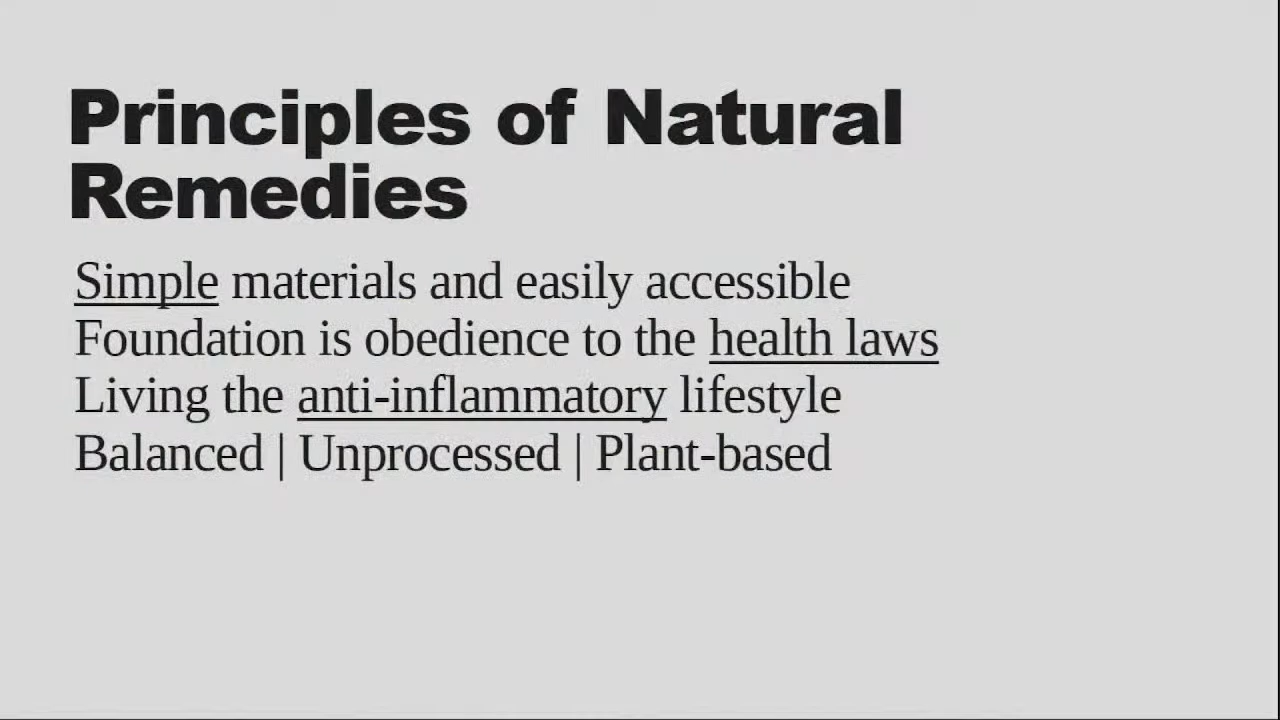 Principles of Natural
Remedies
Simple materials and easily accessible
Foundation is obedience to the health laws
Living the anti-inflammatory lifestyle
Balanced | Unprocessed | Plant-based